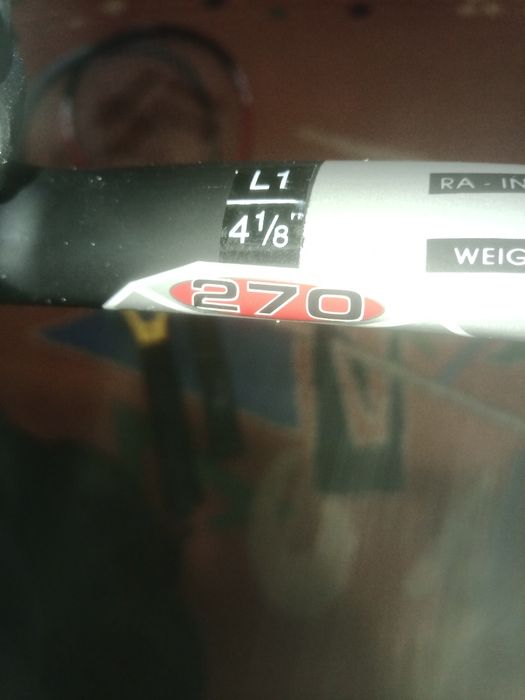 L1
4 1/8"
RA - IN
WEIG
270